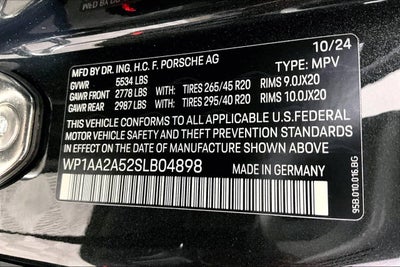 10/24
MFD BY DR. ING. H.C. F. PORSCHE AG
GVWR 5534 LBS TYPE: MPV
GAWR FRONT 2778 LBS WITH: TIRES 265/45 R20 RIMS 9.0JX20
GAWR REAR 2987 LBS WITH: TIRES 295/40 R20 RIMS 10.0JX20
THIS VEHICLE CONFORMS TO ALL APPLICABLE U.S.FEDERAL
MOTOR VEHICLE SAFETY AND THEFT PREVENTION STANDARDS
IN EFFECT ON THE DATE OF MANUFACTURE SHOWN ABOVE.
WP1AA2A52SLB04898 MADE IN GERMANY
95B.010.016.BG